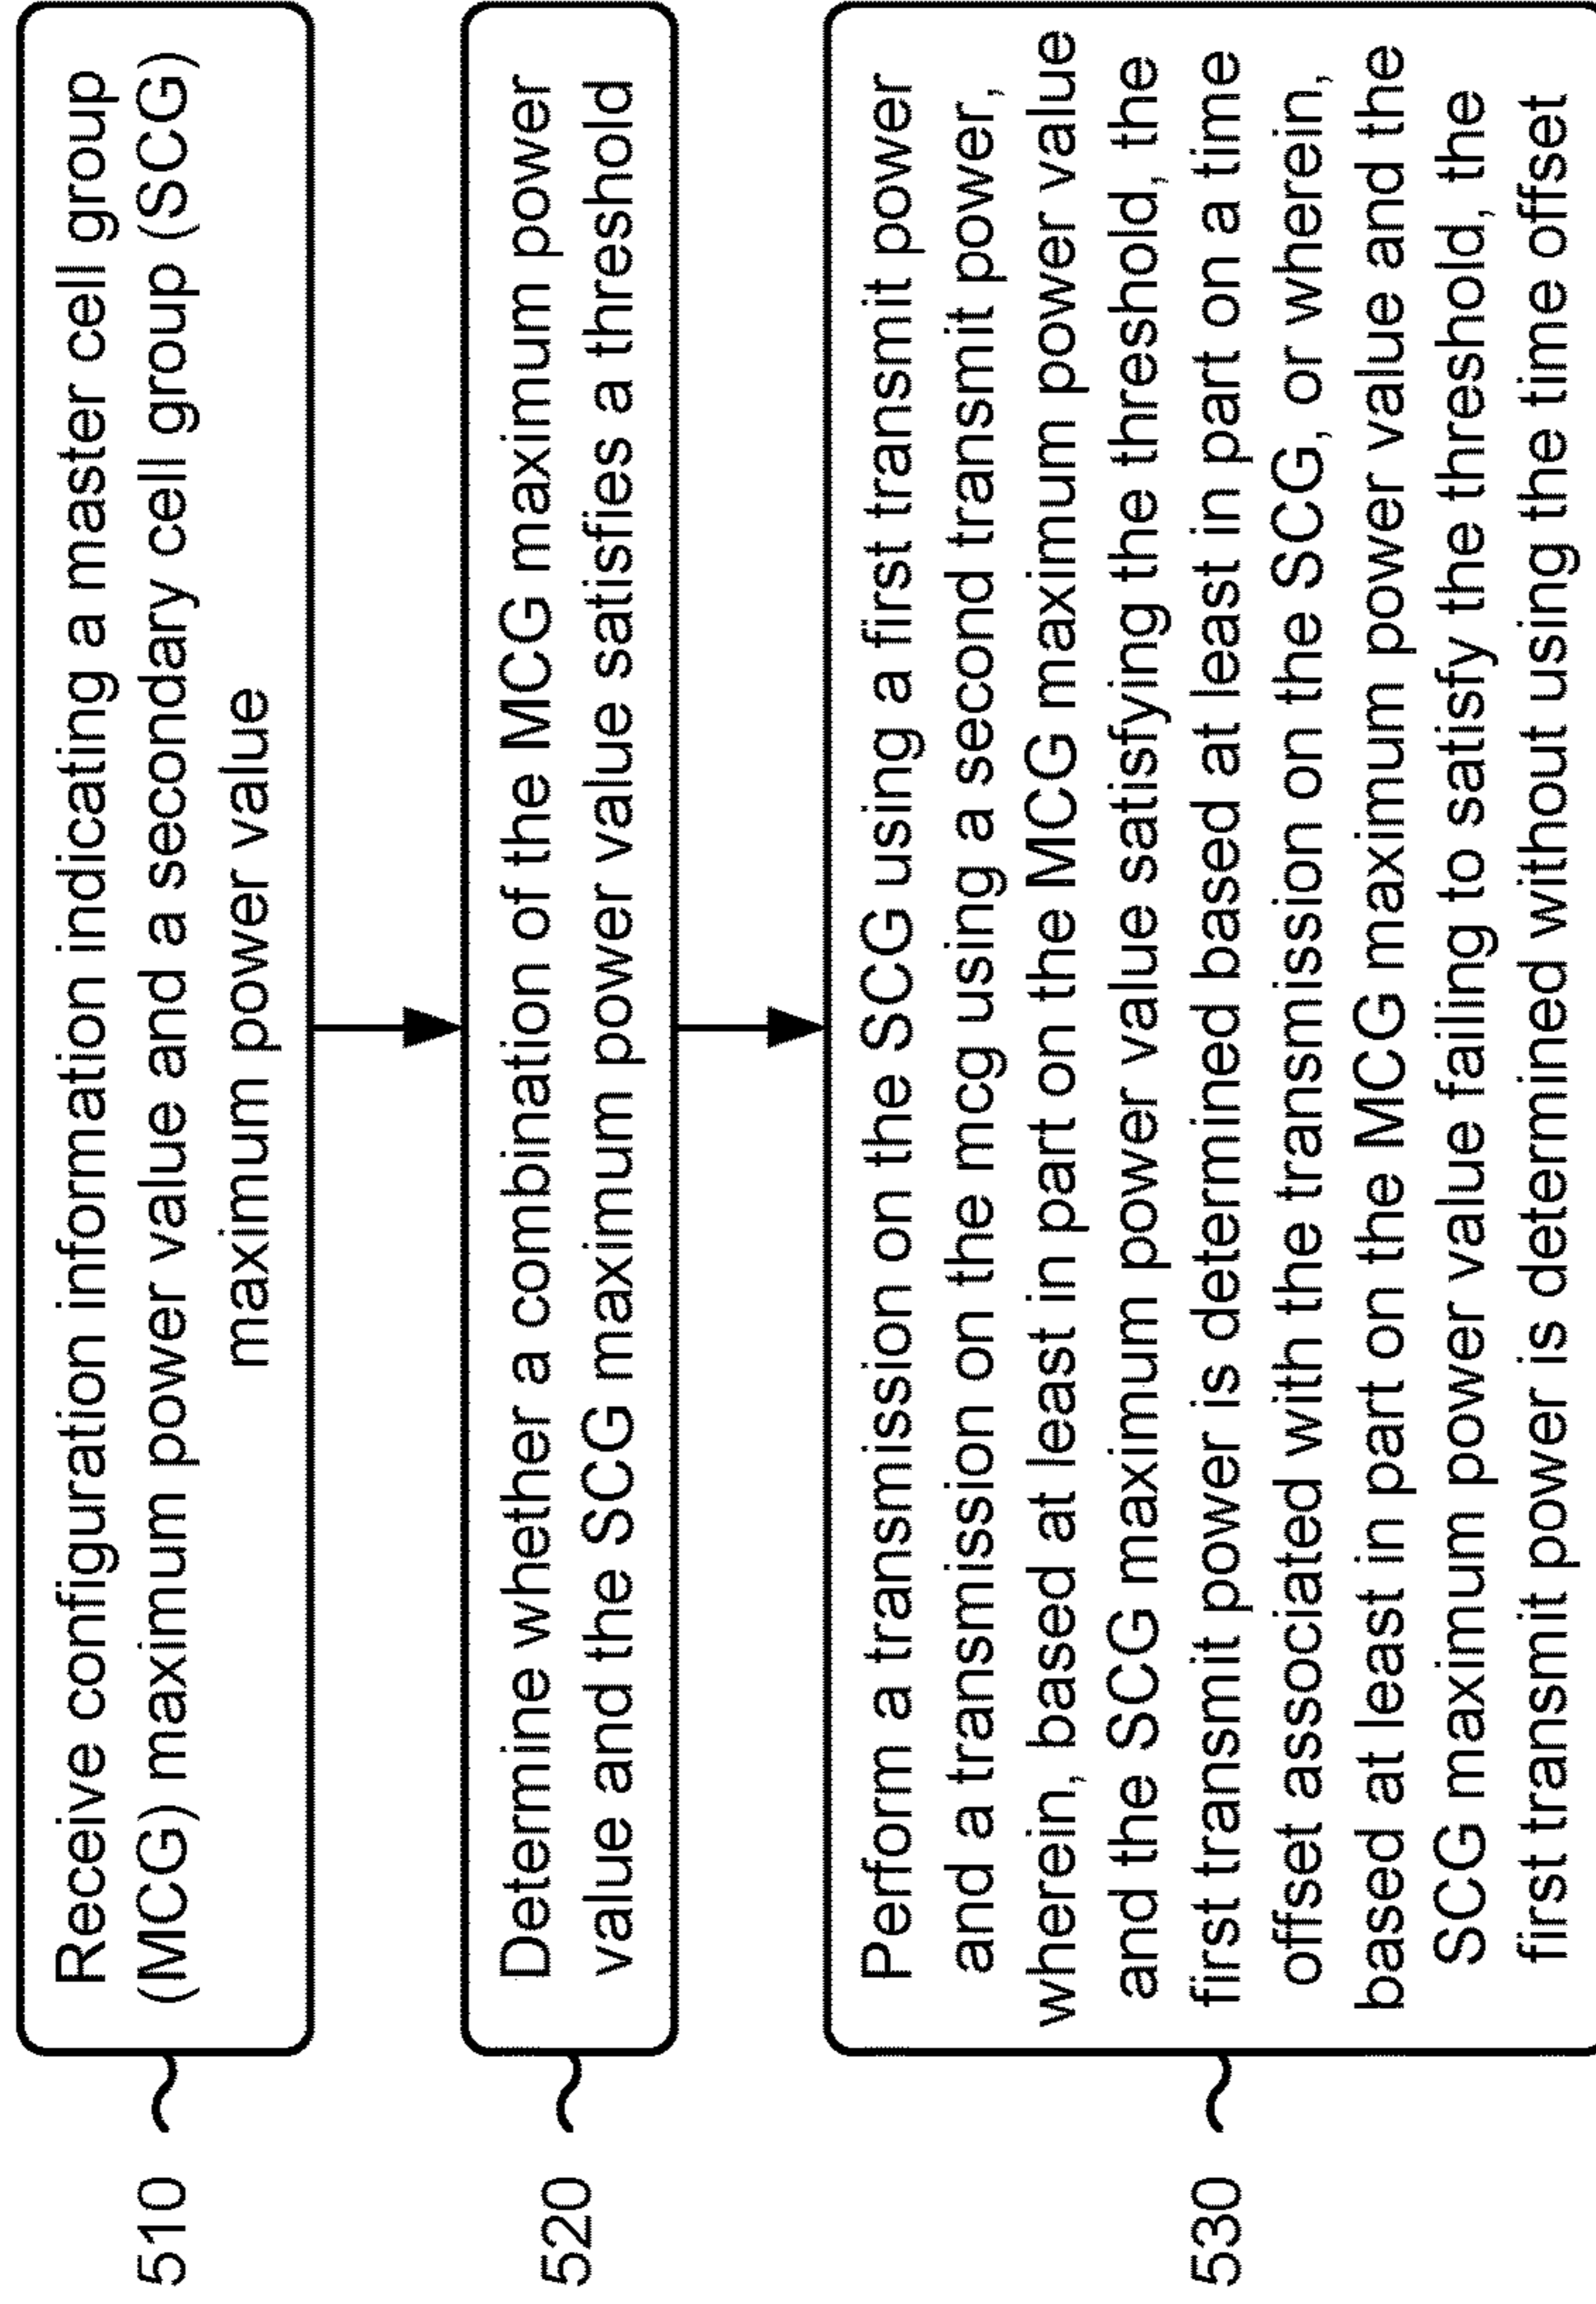 510
Receive configuration information indicating a master cell group
(MCG) maximum power value and a secondary cell group (SCG)
maximum power value
520
Determine whether a combination of the MCG maximum power
value and the SCG maximum power value satisfies a threshold
530
Perform a transmission on the SCG using a first transmit power
and a transmission on the mcg using a second transmit power,
wherein, based at least in part on the MCG maximum power value
and the SCG maximum power value satisfying the threshold, the
first transmit power is determined based at least in part on a time
offset associated with the transmission on the SCG, or wherein,
based at least in part on the MCG maximum power value and the
SCG maximum power value failing to satisfy the threshold, the
first transmit power is determined without using the time offset